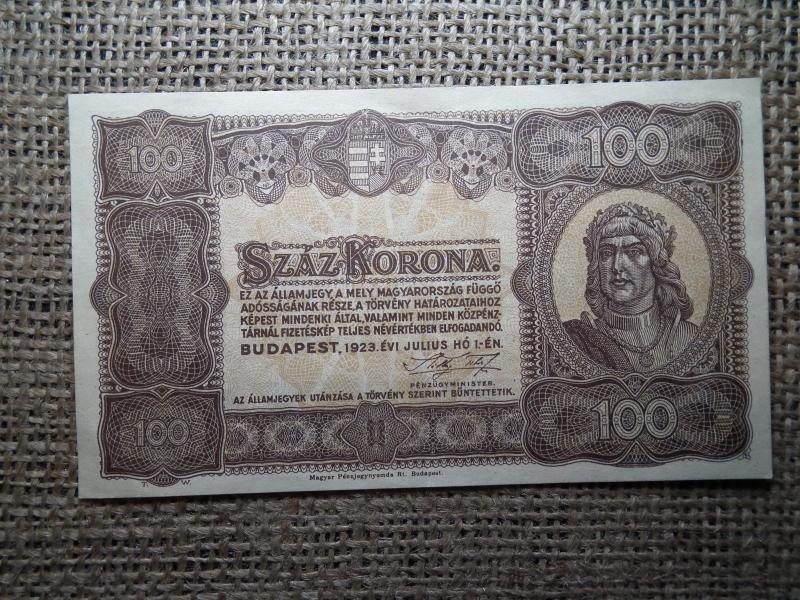 100
100
SZÁZ KORONA.
EZ AZ ÁLLAMJEGY, A MELY MAGYARORSZÁG FÜGGŐ
ADÓSSÁGÁNAK RÉSZE, A TÖRVÉNY HATÁROZATAIHOZ
KÉPEST MINDENKI ÁLTAL, VALAMINT MINDEN KÖZPÉNZ-
TÁRNÁL FIZETÉSKÉP TELJES NÉVÉRTÉKBEN ELFOGADANDÓ.
BUDAPEST, 1923. ÉVI JULIUS HÓ 1.-ÉN.
PÉNZÜGYMINISTER.
AZ ÁLLAMJEGYEK UTÁNZÁSA A TÖRVÉNY SZERINT BÜNTETTETIK.
100
100
T. W.
Magyar Pénzjegynyomda Rt. Budapest.